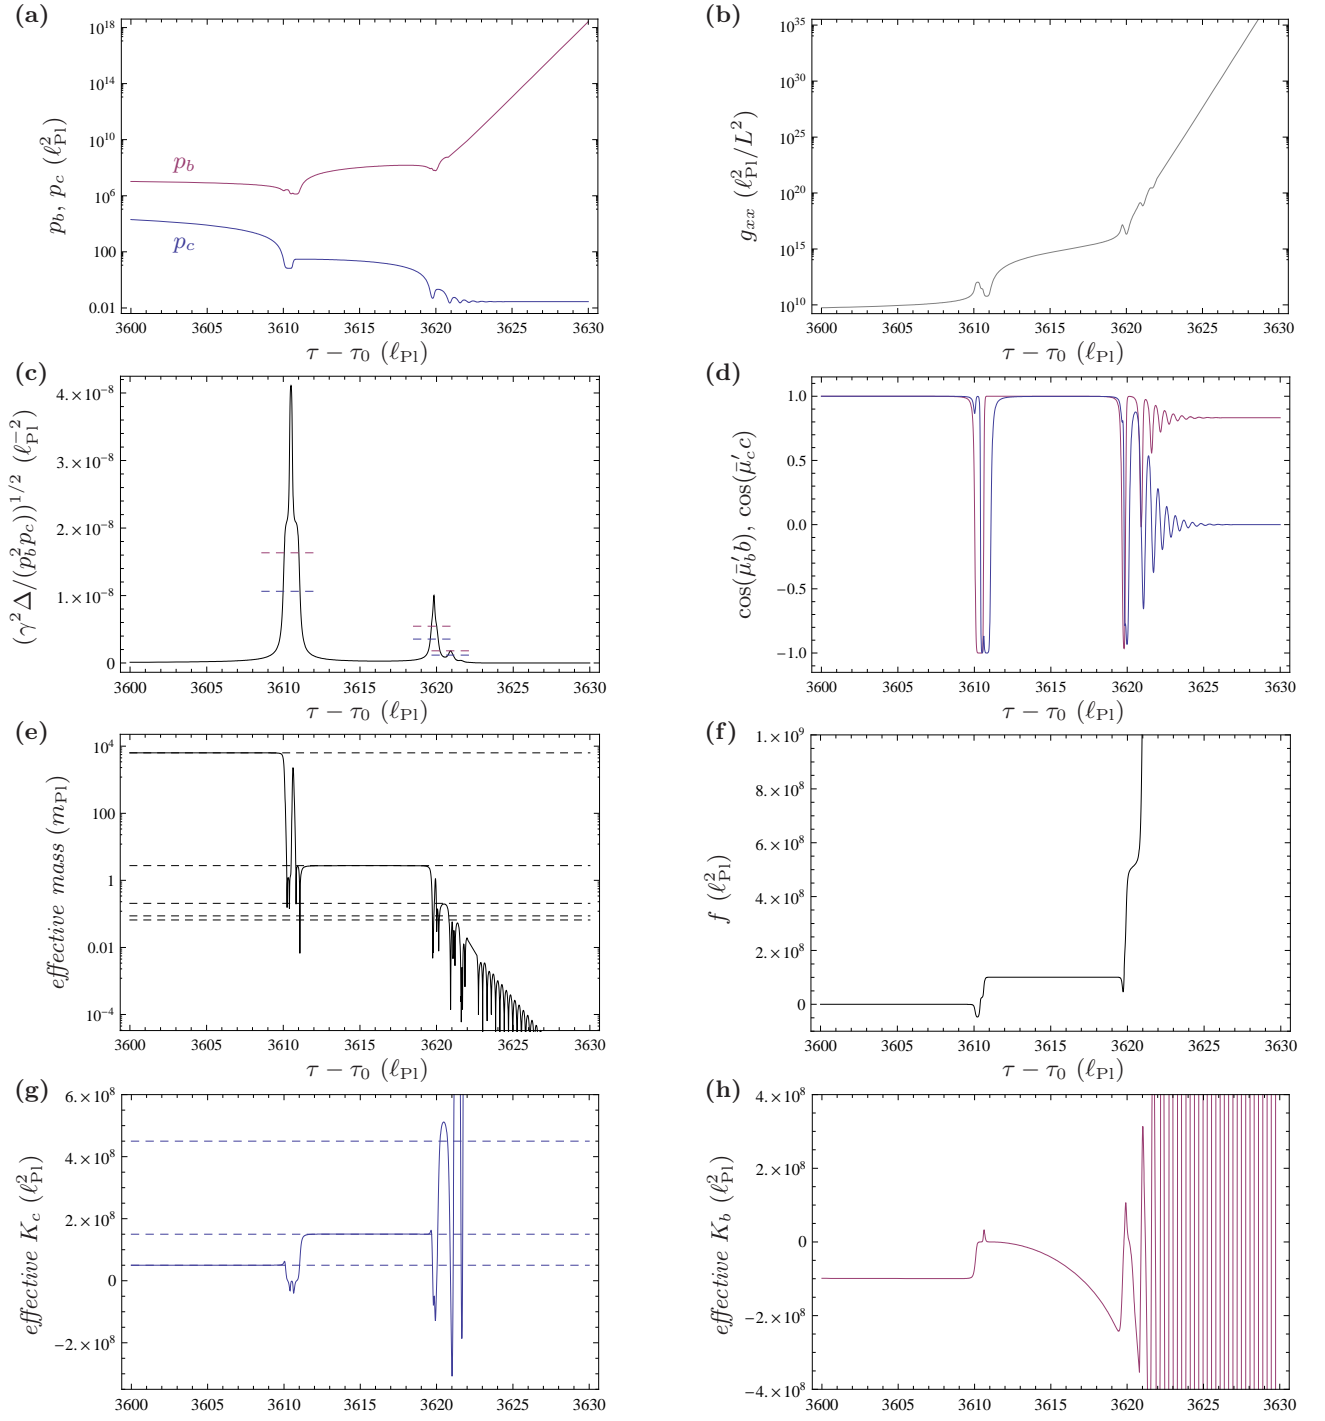 (a)
10^18
10^14
10^10
10^6
100
0.01
p_b, p_c (ℓ_Pl^2)
p_b
p_c
3600 3605 3610 3615 3620 3625 3630
τ − τ_0 (ℓ_Pl)
(b)
10^35
10^30
10^25
10^20
10^15
10^10
g_xx (ℓ_Pl^2/L^2)
3600 3605 3610 3615 3620 3625 3630
τ − τ_0 (ℓ_Pl)
(c)
4.×10^−8
3.×10^−8
2.×10^−8
1.×10^−8
0
(γ^2Δ/(p_b^2p_c))^1/2 (ℓ_Pl^−2)
3600 3605 3610 3615 3620 3625 3630
τ − τ_0 (ℓ_Pl)
(d)
1.0
0.5
0.0
−0.5
−1.0
cos(μ̄′_b b), cos(μ̄′_c c)
3600 3605 3610 3615 3620 3625 3630
τ − τ_0 (ℓ_Pl)
(e)
10^4
100
1
0.01
10^−4
effective mass (m_Pl)
3600 3605 3610 3615 3620 3625 3630
τ − τ_0 (ℓ_Pl)
(f)
1.×10^9
8.×10^8
6.×10^8
4.×10^8
2.×10^8
0
f (ℓ_Pl^2)
3600 3605 3610 3615 3620 3625 3630
τ − τ_0 (ℓ_Pl)
(g)
6.×10^8
4.×10^8
2.×10^8
0
−2.×10^8
effective K_c (ℓ_Pl^2)
3600 3605 3610 3615 3620 3625 3630
(h)
4.×10^8
2.×10^8
0
−2.×10^8
−4.×10^8
effective K_b (ℓ_Pl^2)
3600 3605 3610 3615 3620 3625 3630